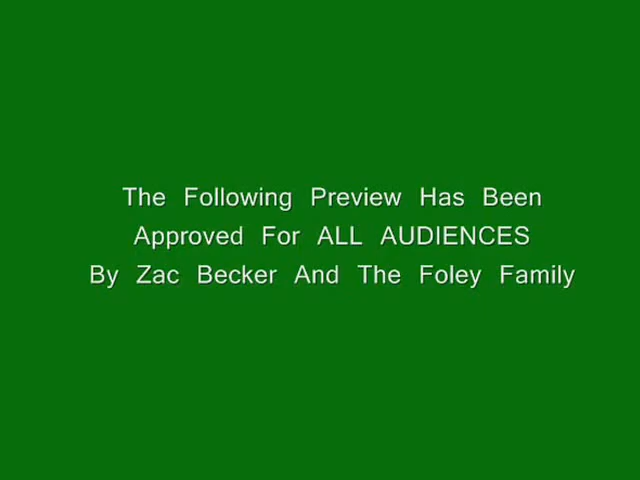 The Following Preview Has Been
Approved For ALL AUDIENCES
By Zac Becker And The Foley Family